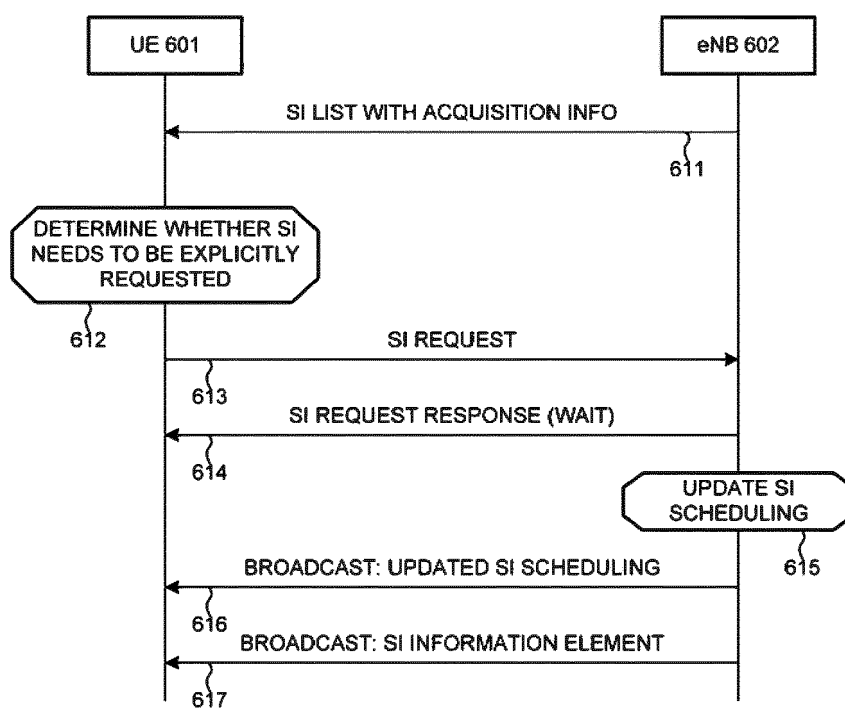 UE 601
eNB 602
SI LIST WITH ACQUISITION INFO
611
DETERMINE WHETHER SI
NEEDS TO BE EXPLICITLY
REQUESTED
612
SI REQUEST
613
SI REQUEST RESPONSE (WAIT)
614
UPDATE SI
SCHEDULING
615
BROADCAST: UPDATED SI SCHEDULING
616
BROADCAST: SI INFORMATION ELEMENT
617